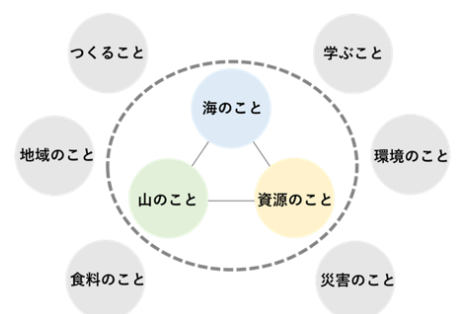 つくること
学ぶこと
海のこと
地域のこと
環境のこと
山のこと
資源のこと
食料のこと
災害のこと